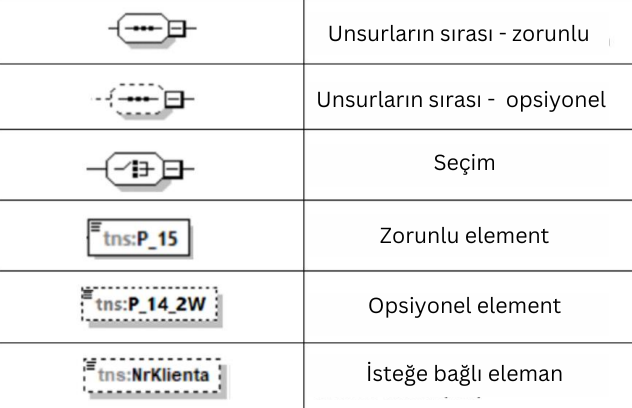 Unsurların sırası - zorunlu
Unsurların sırası - opsiyonel
Seçim
tns:P_15
Zorunlu element
tns:P_14_2W
Opsiyonel element
tns:NrKlienta
İsteğe bağlı eleman